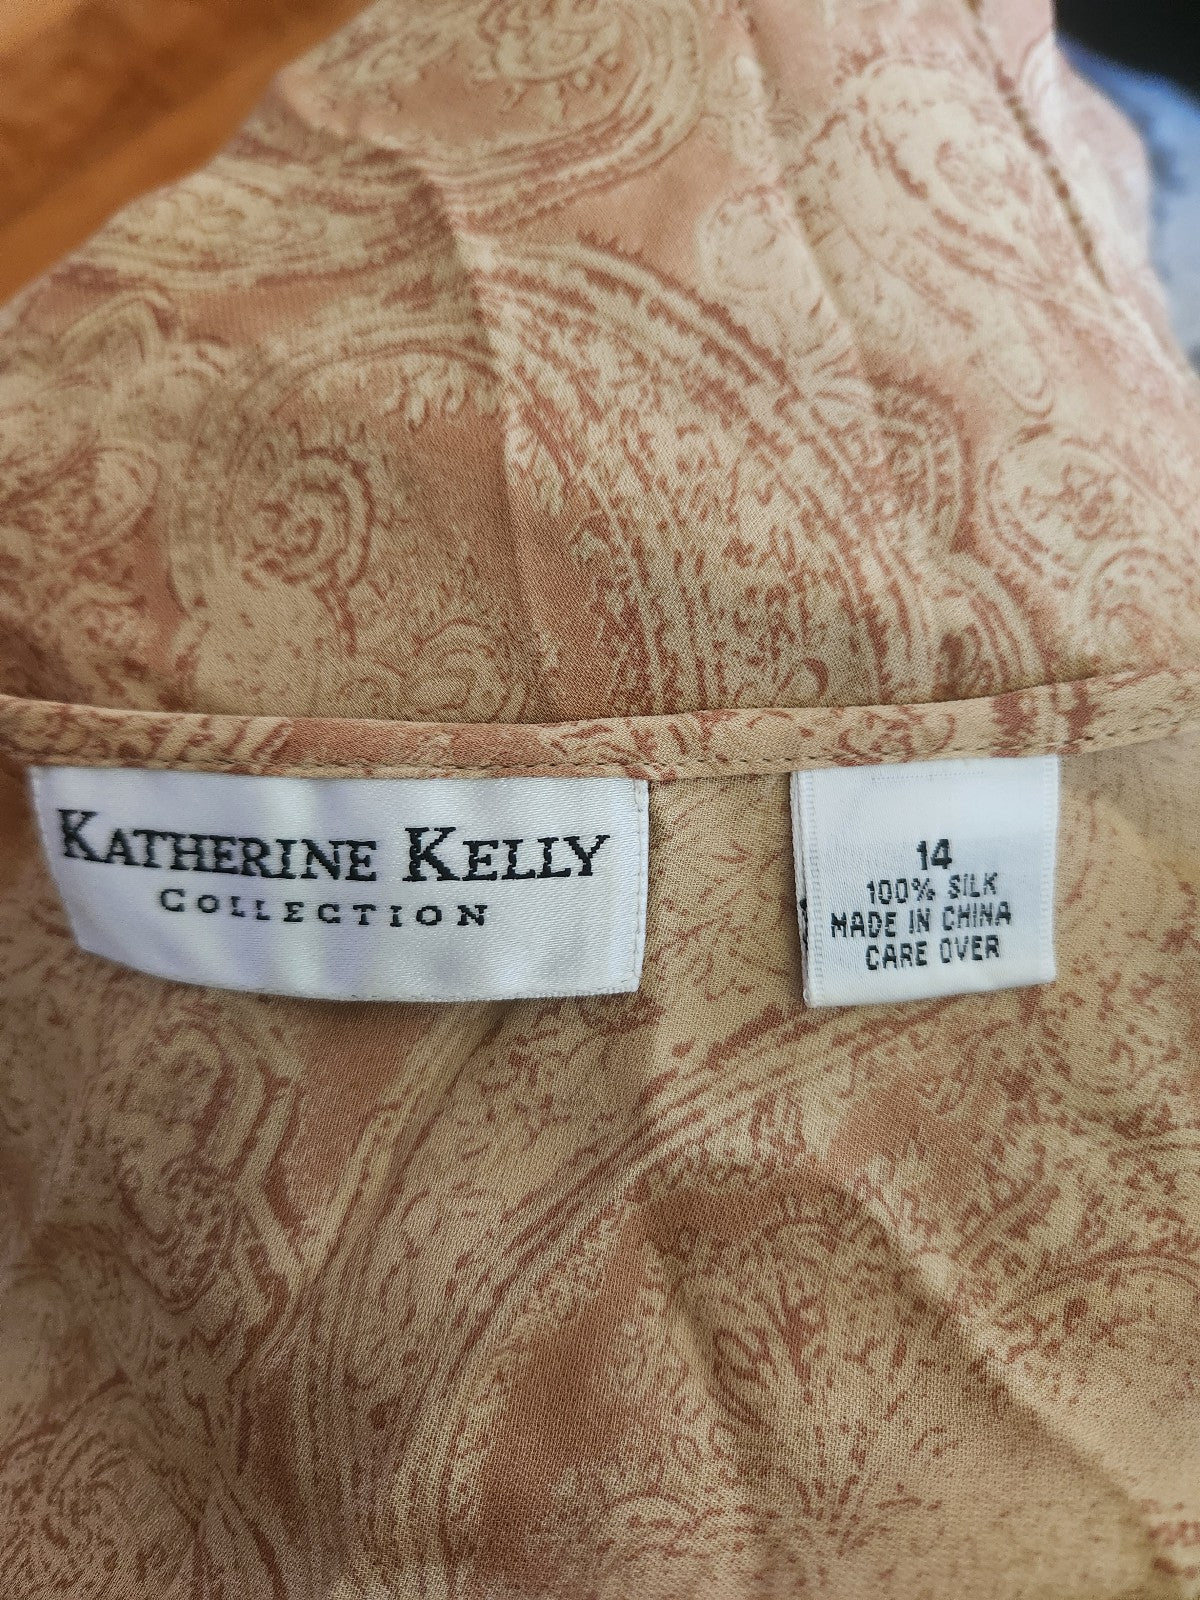 KATHERINE KELLY
COLLECTION
14
100% SILK
MADE IN CHINA
CARE OVER